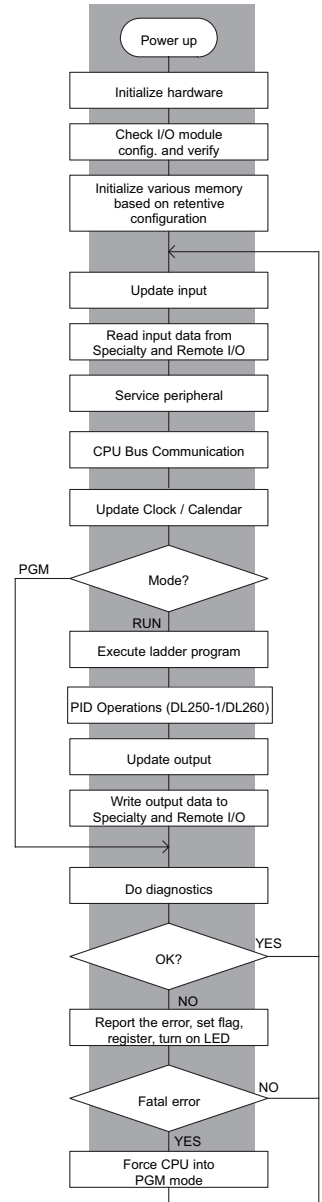 Power up
Initialize hardware
Check I/O module
config. and verify
Initialize various memory
based on retentive
configuration
Update input
Read input data from
Specialty and Remote I/O
Service peripheral
CPU Bus Communication
Update Clock / Calendar
PGM
Mode?
RUN
Execute ladder program
PID Operations (DL250-1/DL260)
Update output
Write output data to
Specialty and Remote I/O
Do diagnostics
YES
OK?
NO
Report the error, set flag,
register, turn on LED
NO
Fatal error
YES
Force CPU into
PGM mode